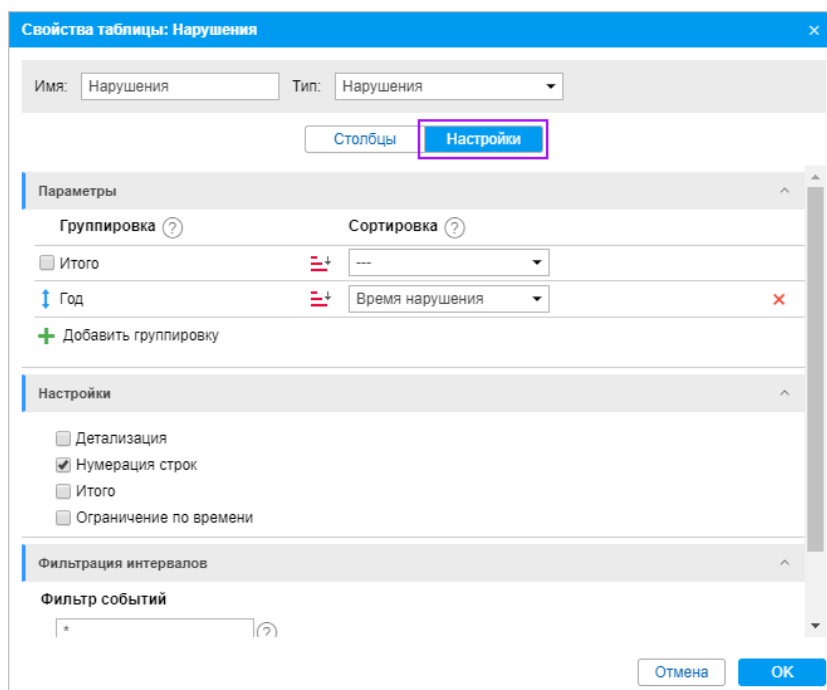 Свойства таблицы: Нарушения ×
Имя: Нарушения Тип: Нарушения
Столбцы Настройки
Параметры
Группировка ? Сортировка ?
Итого ---
Год Время нарушения
Добавить группировку
Настройки
Детализация
Нумерация строк
Итого
Ограничение по времени
Фильтрация интервалов
Фильтр событий
* ?
Отмена OK